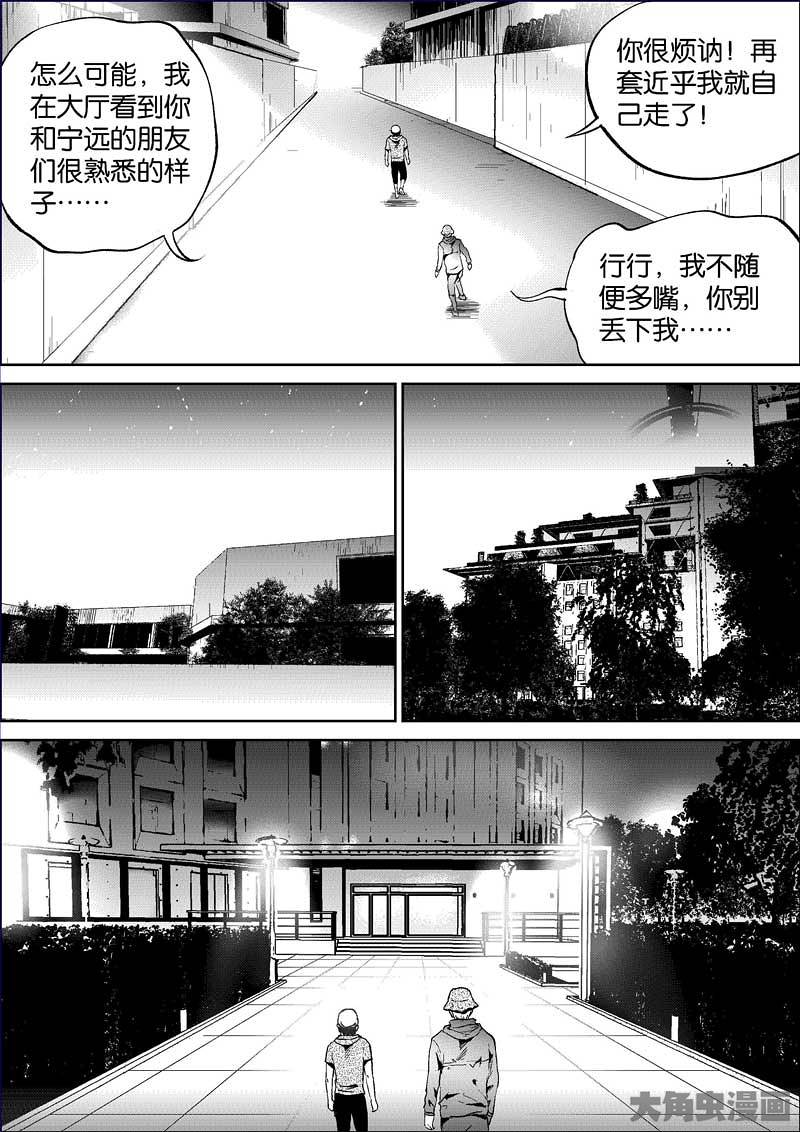 怎么可能，我
在大厅看到你
和宁远的朋友
们很熟悉的样
子……
你很烦讷！再
套近乎我就自
己走了！
行行，我不随
便多嘴，你别
丢下我……
大角虫漫画